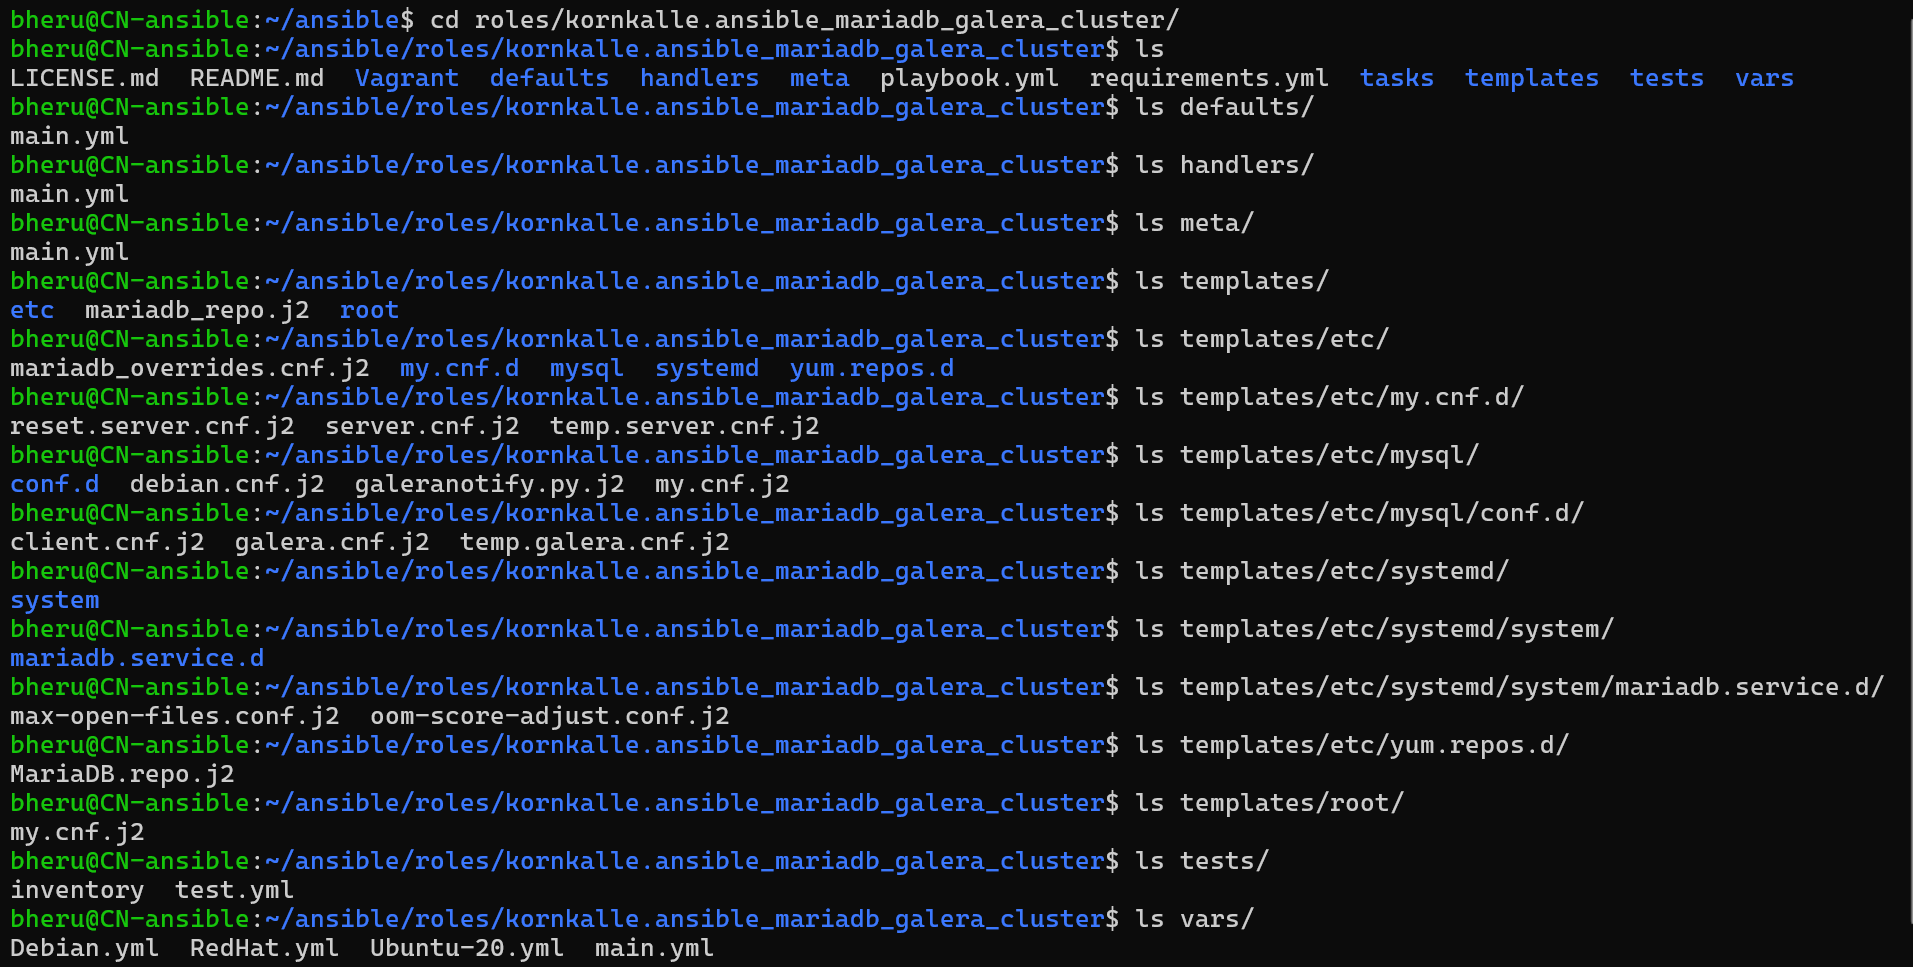 bheru@CN-ansible:~/ansible$ cd roles/kornkalle.ansible_mariadb_galera_cluster/
bheru@CN-ansible:~/ansible/roles/kornkalle.ansible_mariadb_galera_cluster$ ls
LICENSE.md  README.md  Vagrant  defaults  handlers  meta  playbook.yml  requirements.yml  tasks  templates  tests  vars
bheru@CN-ansible:~/ansible/roles/kornkalle.ansible_mariadb_galera_cluster$ ls defaults/
main.yml
bheru@CN-ansible:~/ansible/roles/kornkalle.ansible_mariadb_galera_cluster$ ls handlers/
main.yml
bheru@CN-ansible:~/ansible/roles/kornkalle.ansible_mariadb_galera_cluster$ ls meta/
main.yml
bheru@CN-ansible:~/ansible/roles/kornkalle.ansible_mariadb_galera_cluster$ ls templates/
etc  mariadb_repo.j2  root
bheru@CN-ansible:~/ansible/roles/kornkalle.ansible_mariadb_galera_cluster$ ls templates/etc/
mariadb_overrides.cnf.j2  my.cnf.d  mysql  systemd  yum.repos.d
bheru@CN-ansible:~/ansible/roles/kornkalle.ansible_mariadb_galera_cluster$ ls templates/etc/my.cnf.d/
reset.server.cnf.j2  server.cnf.j2  temp.server.cnf.j2
bheru@CN-ansible:~/ansible/roles/kornkalle.ansible_mariadb_galera_cluster$ ls templates/etc/mysql/
conf.d  debian.cnf.j2  galeranotify.py.j2  my.cnf.j2
bheru@CN-ansible:~/ansible/roles/kornkalle.ansible_mariadb_galera_cluster$ ls templates/etc/mysql/conf.d/
client.cnf.j2  galera.cnf.j2  temp.galera.cnf.j2
bheru@CN-ansible:~/ansible/roles/kornkalle.ansible_mariadb_galera_cluster$ ls templates/etc/systemd/
system
bheru@CN-ansible:~/ansible/roles/kornkalle.ansible_mariadb_galera_cluster$ ls templates/etc/systemd/system/
mariadb.service.d
bheru@CN-ansible:~/ansible/roles/kornkalle.ansible_mariadb_galera_cluster$ ls templates/etc/systemd/system/mariadb.service.d/
max-open-files.conf.j2  oom-score-adjust.conf.j2
bheru@CN-ansible:~/ansible/roles/kornkalle.ansible_mariadb_galera_cluster$ ls templates/etc/yum.repos.d/
MariaDB.repo.j2
bheru@CN-ansible:~/ansible/roles/kornkalle.ansible_mariadb_galera_cluster$ ls templates/root/
my.cnf.j2
bheru@CN-ansible:~/ansible/roles/kornkalle.ansible_mariadb_galera_cluster$ ls tests/
inventory  test.yml
bheru@CN-ansible:~/ansible/roles/kornkalle.ansible_mariadb_galera_cluster$ ls vars/
Debian.yml  RedHat.yml  Ubuntu-20.yml  main.yml